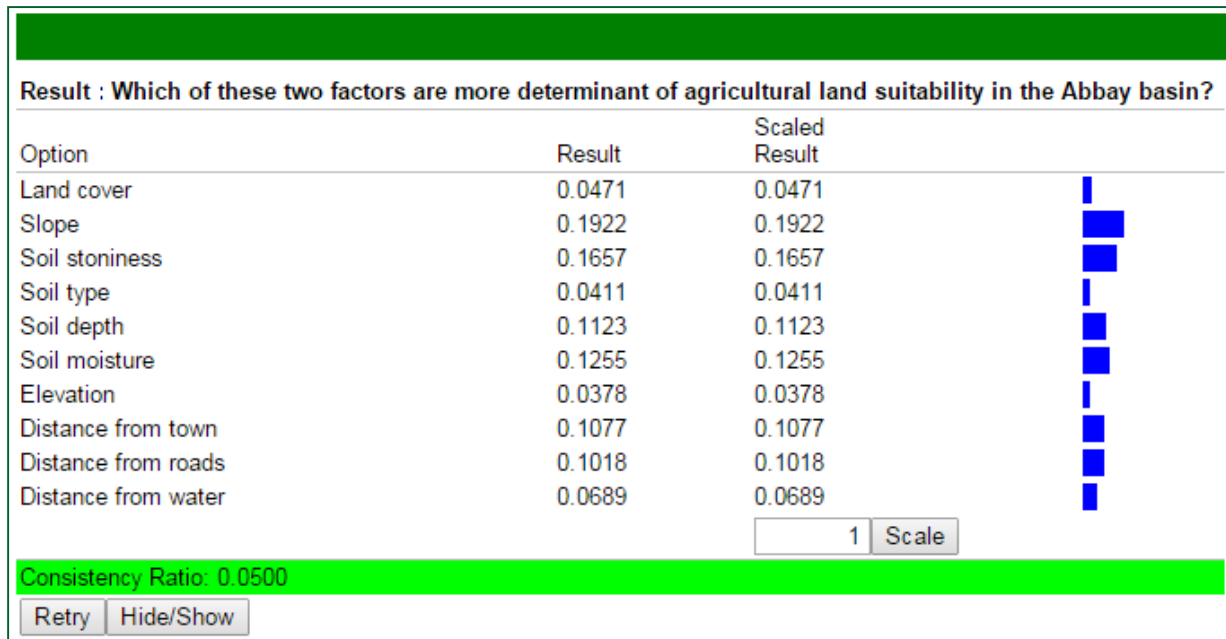 Result : Which of these two factors are more determinant of agricultural land suitability in the Abbay basin?
Option Result Scaled Result
Land cover 0.0471 0.0471
Slope 0.1922 0.1922
Soil stoniness 0.1657 0.1657
Soil type 0.0411 0.0411
Soil depth 0.1123 0.1123
Soil moisture 0.1255 0.1255
Elevation 0.0378 0.0378
Distance from town 0.1077 0.1077
Distance from roads 0.1018 0.1018
Distance from water 0.0689 0.0689
1 Scale
Consistency Ratio: 0.0500
Retry Hide/Show